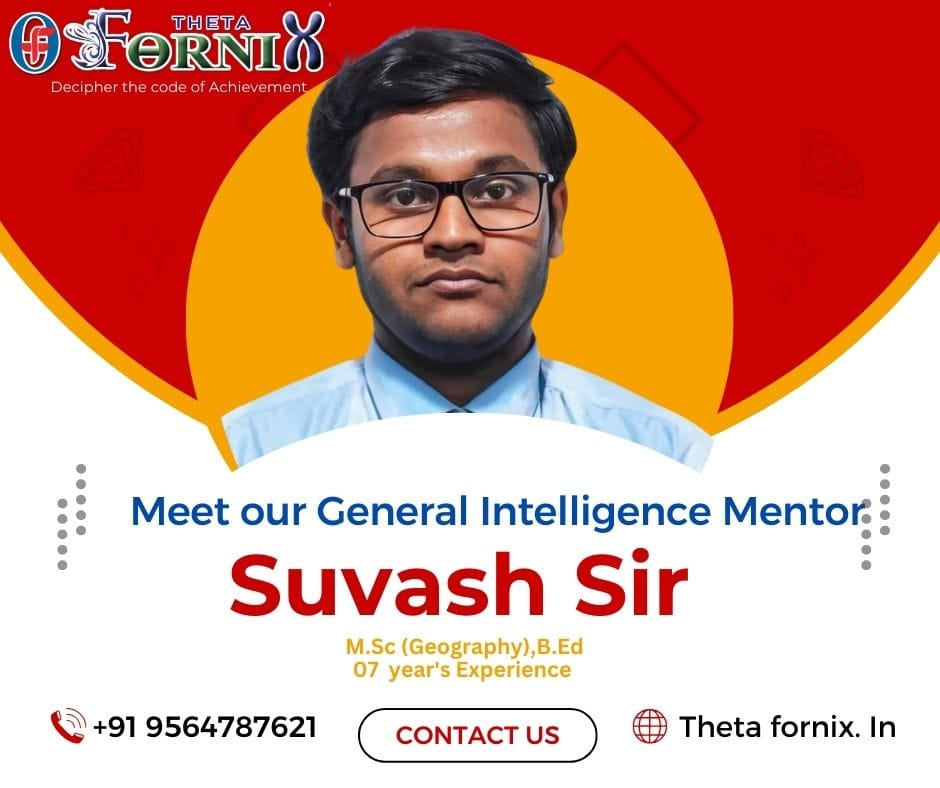 THETA
FORNIX
Decipher the code of Achievement
Meet our General Intelligence Mentor
Suvash Sir
M.Sc (Geography),B.Ed
07 year's Experience
+91 9564787621
CONTACT US
Theta fornix. In